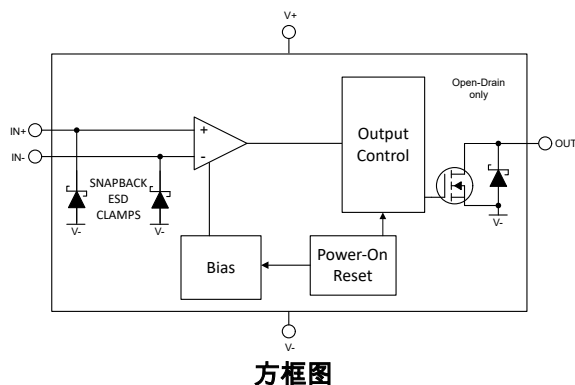 V+
Open-Drain
only
IN+
+
Output
Control
OUT
IN-
-
SNAPBACK
ESD
CLAMPS
V-
V-
V-
Bias
Power-On
Reset
V-
方框图